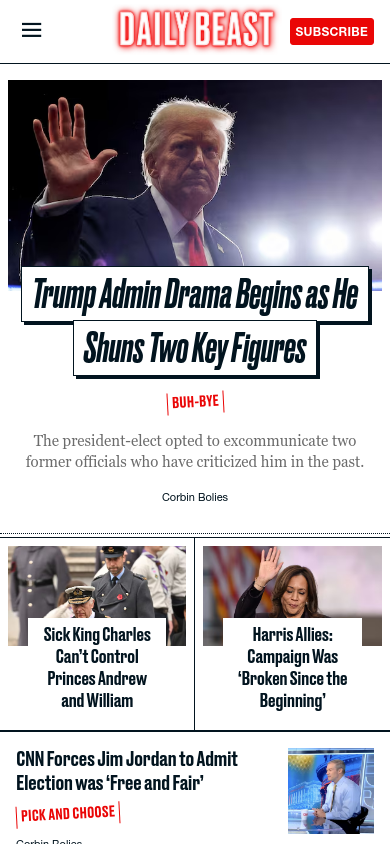 DAILY BEAST
SUBSCRIBE
Trump Admin Drama Begins as He
Shuns Two Key Figures
BUH-BYE
The president-elect opted to excommunicate two
former officials who have criticized him in the past.
Corbin Bolies
Sick King Charles
Can’t Control
Princes Andrew
and William
Harris Allies:
Campaign Was
‘Broken Since the
Beginning’
CNN Forces Jim Jordan to Admit
Election was ‘Free and Fair’
PICK AND CHOOSE
Corbin Bolies